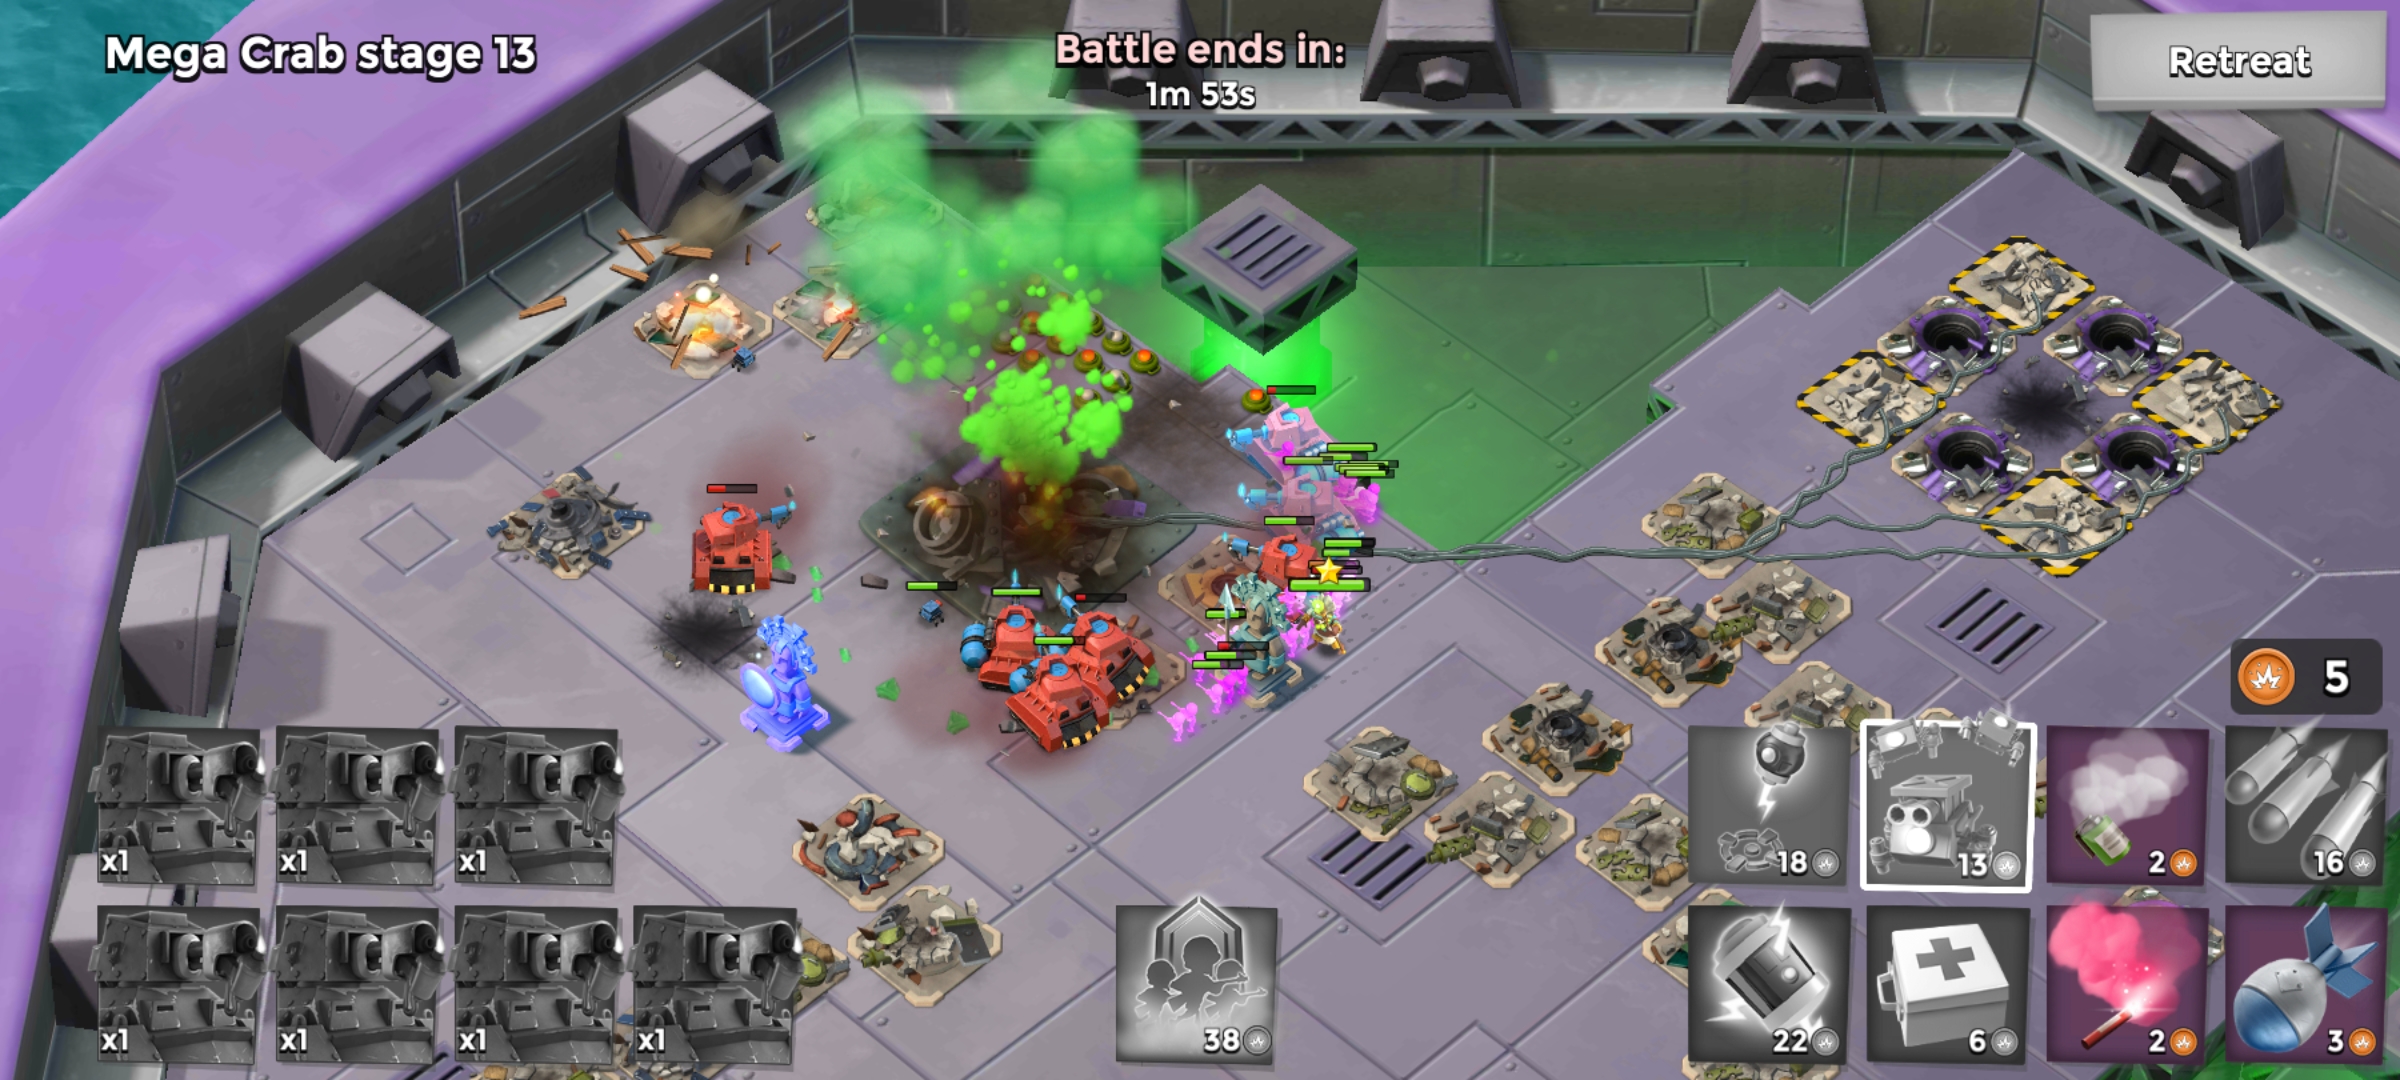 Mega Crab stage 13
Battle ends in:
1m 53s
Retreat
5
x1
x1
x1
18
13
2
16
x1
x1
x1
x1
38
22
6
2
3